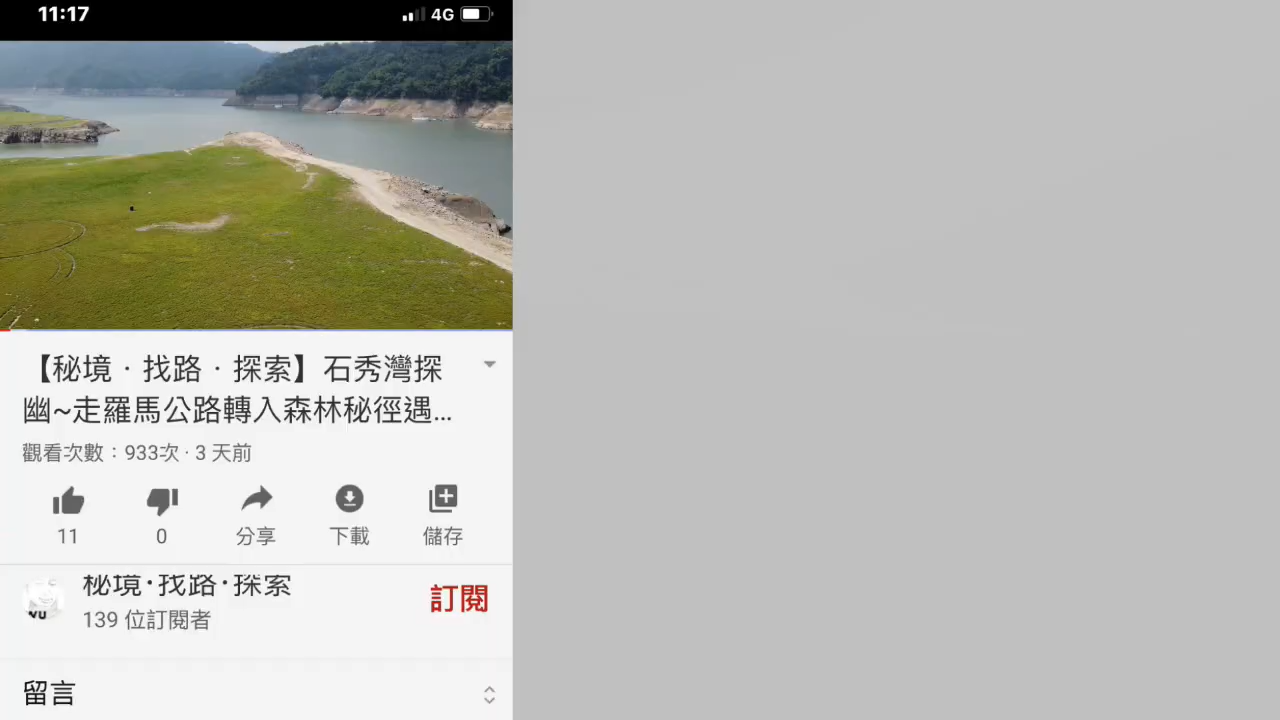 11:17
4G
【秘境•找路•探索】石秀灣探
幽~走羅馬公路轉入森林秘徑遇...
觀看次數：933次 · 3 天前
11
0
分享
下載
儲存
秘境•找路•探索
139 位訂閱者
訂閱
VU
留言